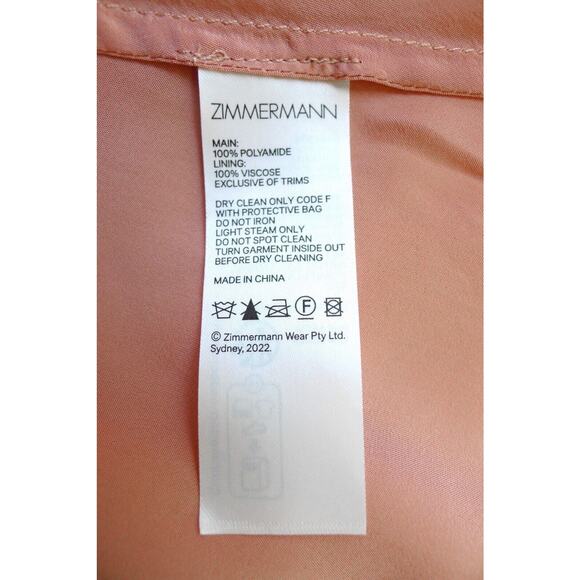 ZIMMERMANN
MAIN:
100% POLYAMIDE
LINING:
100% VISCOSE
EXCLUSIVE OF TRIMS
DRY CLEAN ONLY CODE F
WITH PROTECTIVE BAG
DO NOT IRON
LIGHT STEAM ONLY
DO NOT SPOT CLEAN
TURN GARMENT INSIDE OUT
BEFORE DRY CLEANING
MADE IN CHINA
F
© Zimmermann Wear Pty Ltd.
Sydney, 2022.